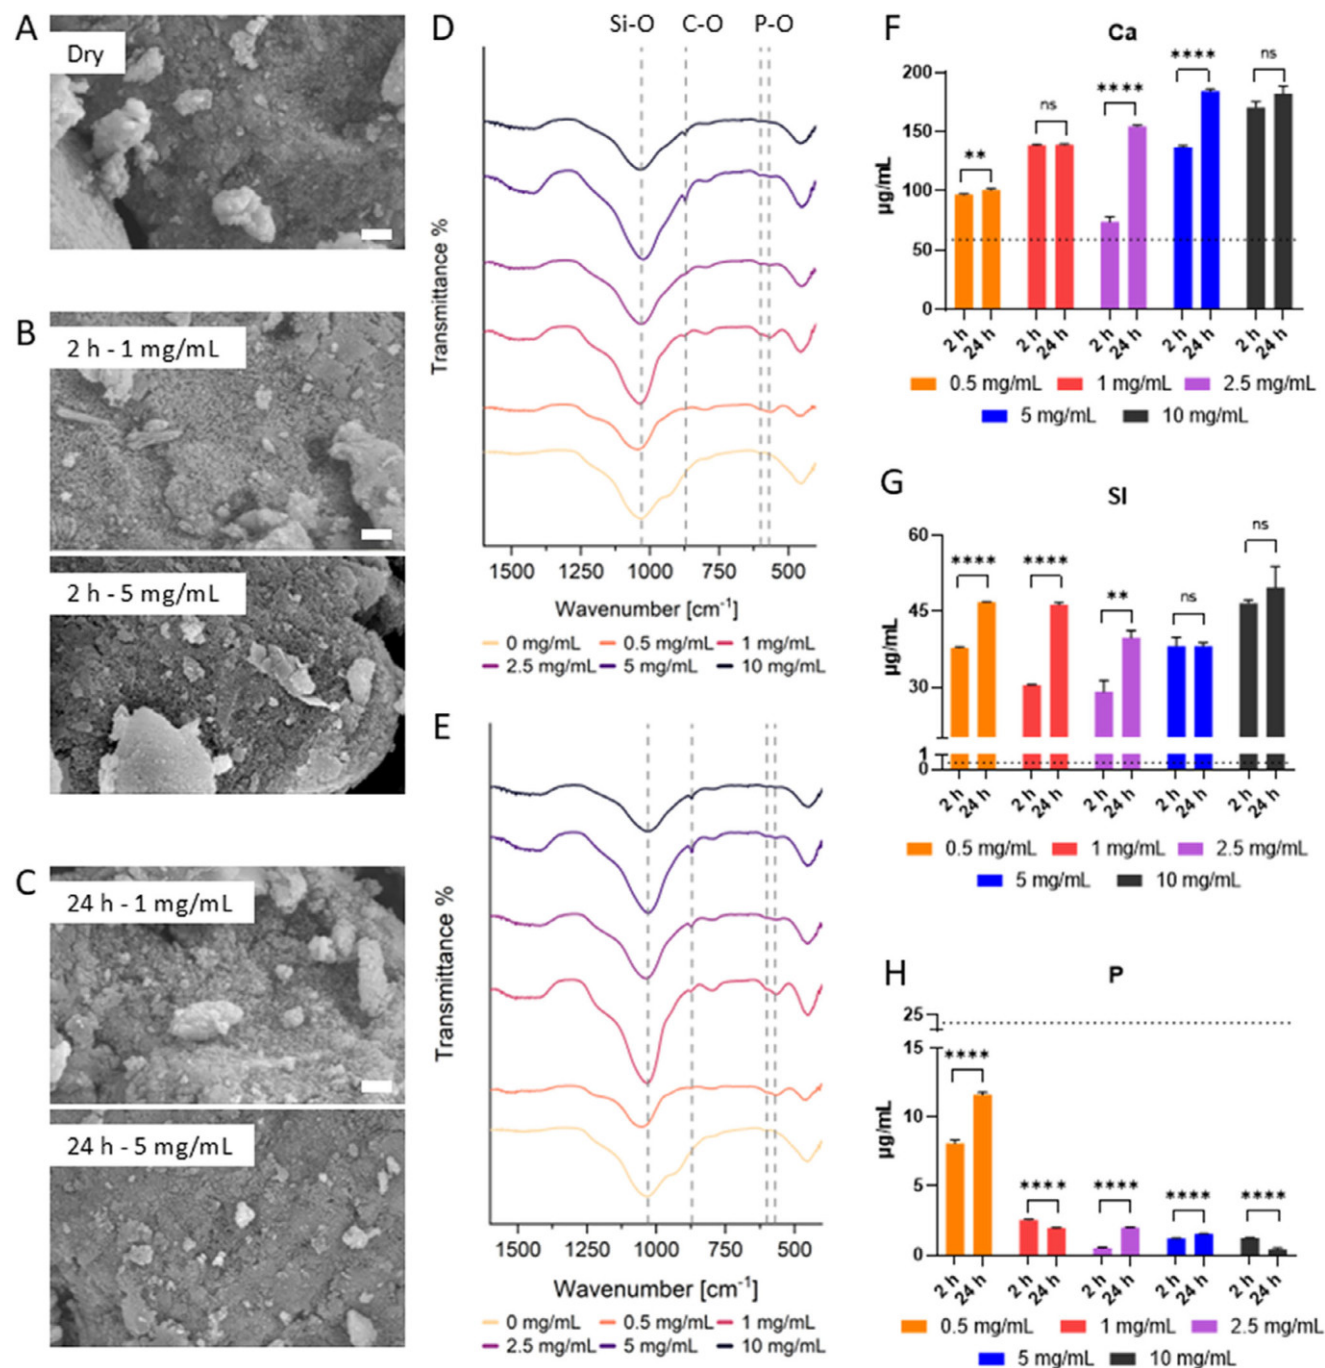 A
Dry
B
2 h - 1 mg/mL
2 h - 5 mg/mL
C
24 h - 1 mg/mL
24 h - 5 mg/mL
D
Si-O C-O P-O
Transmittance %
1500 1250 1000 750 500
Wavenumber [cm-1]
0 mg/mL 0.5 mg/mL 1 mg/mL
2.5 mg/mL 5 mg/mL 10 mg/mL
E
Transmittance %
1500 1250 1000 750 500
Wavenumber [cm-1]
0 mg/mL 0.5 mg/mL 1 mg/mL
2.5 mg/mL 5 mg/mL 10 mg/mL
F
Ca
µg/mL
200
150
100
50
0
** ns **** **** ns
2 h 24 h 2 h 24 h 2 h 24 h 2 h 24 h 2 h 24 h
0.5 mg/mL 1 mg/mL 2.5 mg/mL
5 mg/mL 10 mg/mL
G
SI
µg/mL
60
45
30
1
0
**** **** ** ns ns
2 h 24 h 2 h 24 h 2 h 24 h 2 h 24 h 2 h 24 h
0.5 mg/mL 1 mg/mL 2.5 mg/mL
5 mg/mL 10 mg/mL
H
P
µg/mL
25
15
10
5
0
**** **** **** **** ****
2 h 24 h 2 h 24 h 2 h 24 h 2 h 24 h 2 h 24 h
0.5 mg/mL 1 mg/mL 2.5 mg/mL
5 mg/mL 10 mg/mL